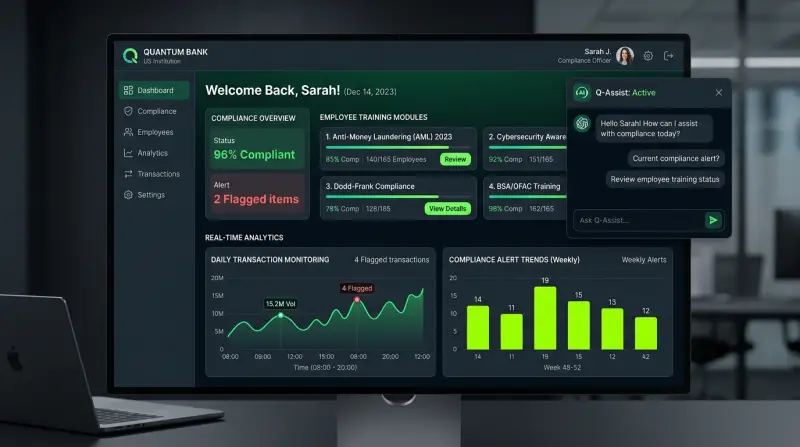 QUANTUM BANK
US Institution
Sarah J.
Compliance Officer
Dashboard
Compliance
Employees
Analytics
Transactions
Settings
Welcome Back, Sarah! (Dec 14, 2023)
COMPLIANCE OVERVIEW
Status
96% Compliant
Alert
2 Flagged items
EMPLOYEE TRAINING MODULES
1. Anti-Money Laundering (AML) 2023
85% Comp | 140/165 Employees
Review
2. Cybersecurity Aware
92% Comp | 151/165
3. Dodd-Frank Compliance
78% Comp | 128/165
View Details
4. BSA/OFAC Training
98% Comp | 162/165
AI
Q-Assist: Active
Hello Sarah! How can I assist
with compliance today?
Current compliance alert?
Review employee training status
Ask Q-Assist...
REAL-TIME ANALYTICS
DAILY TRANSACTION MONITORING
4 Flagged transactions
20M
15M
10M
5M
0
15.2M Vol
4 Flagged
08:00 09:00 12:00 15:00 08:00 20:00 12:00
Time (08:00 - 20:00)
COMPLIANCE ALERT TRENDS (Weekly)
Weekly Alerts
20
15
10
5
0
14 11 19 15 13 12
14 11 19 15 12 42
Week 48-52